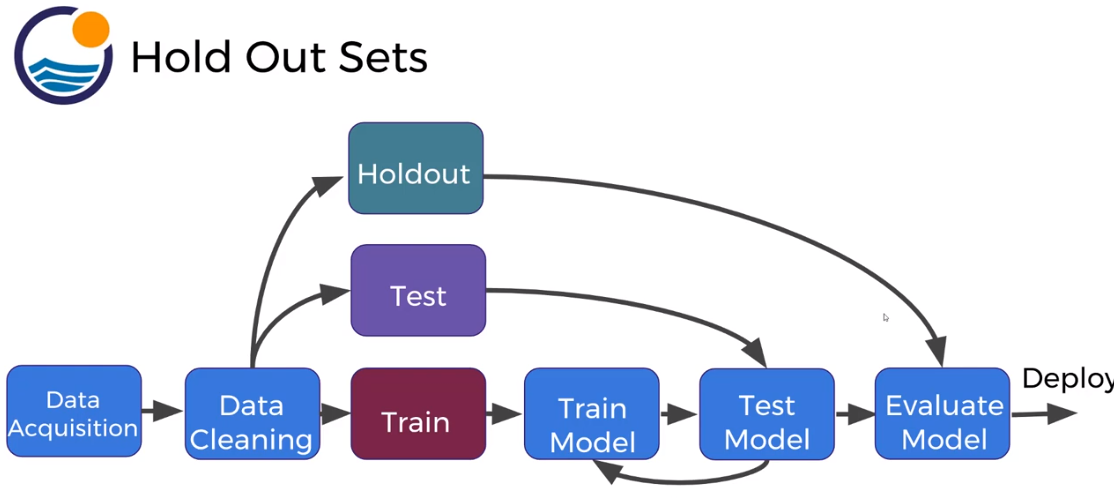 Hold Out Sets
Holdout
Test
Data
Acquisition
Data
Cleaning
Train
Train
Model
Test
Model
Evaluate
Model
Deploy